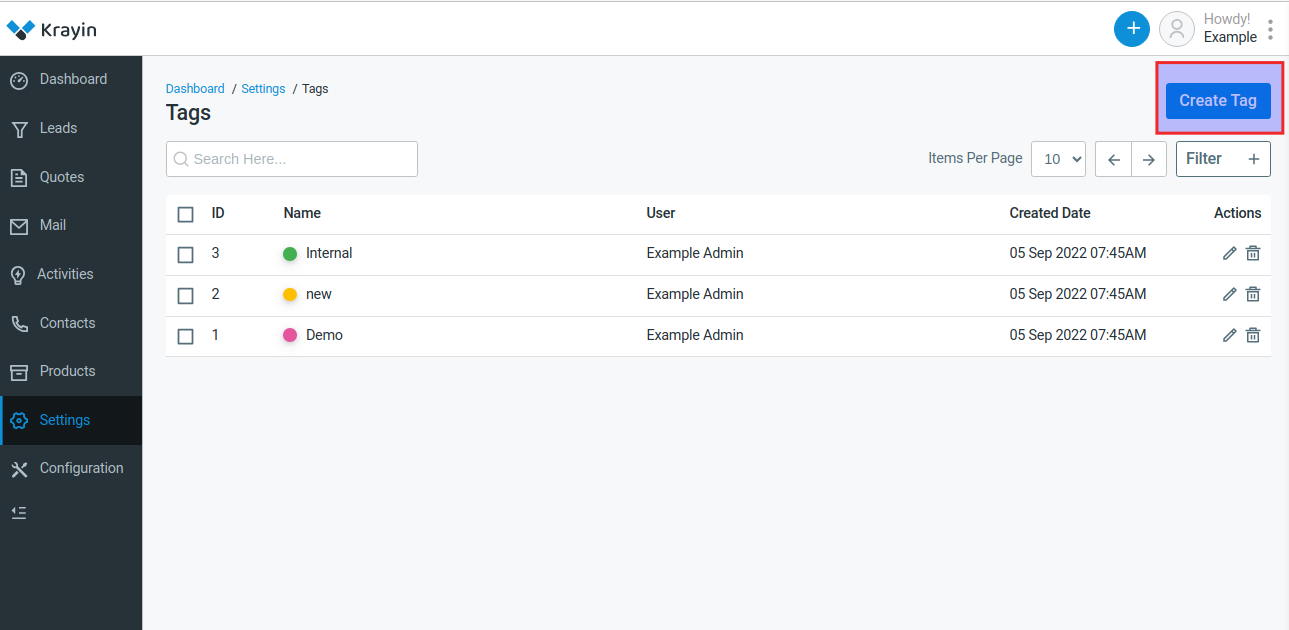 Krayin
Howdy!
Example
Dashboard
Leads
Quotes
Mail
Activities
Contacts
Products
Settings
Configuration
Dashboard / Settings / Tags
Tags
Create Tag
Search Here...
Items Per Page 10 Filter +
ID Name User Created Date Actions
3 Internal Example Admin 05 Sep 2022 07:45AM
2 new Example Admin 05 Sep 2022 07:45AM
1 Demo Example Admin 05 Sep 2022 07:45AM